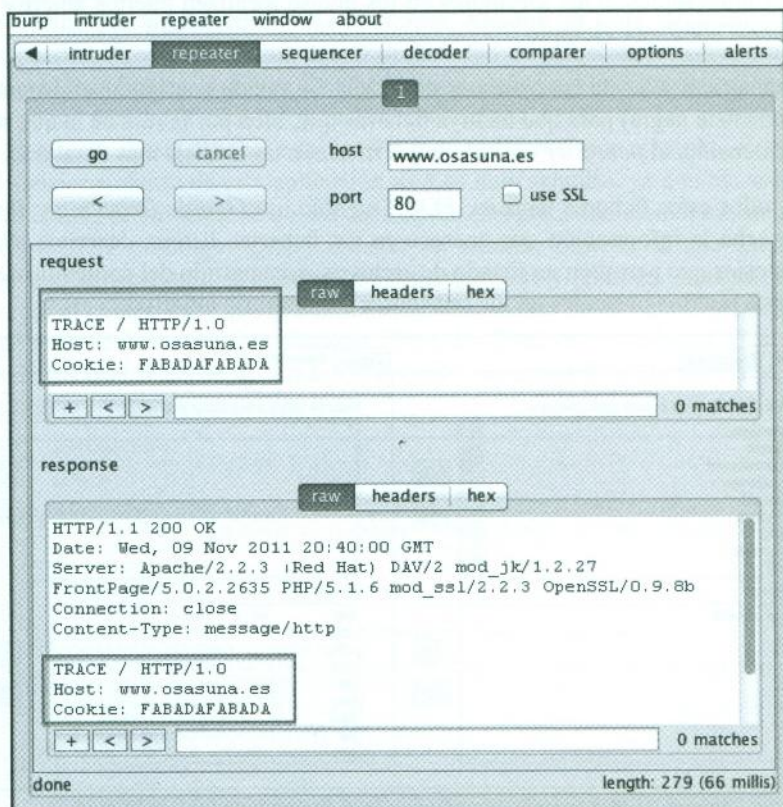 burp intruder repeater window about
◀ intruder repeater sequencer decoder comparer options alerts
1
go cancel host www.osasuna.es
< > port 80 use SSL
request
raw headers hex
TRACE / HTTP/1.0
Host: www.osasuna.es
Cookie: FABADAFABADA
+ < > 0 matches
response
raw headers hex
HTTP/1.1 200 OK
Date: Wed, 09 Nov 2011 20:40:00 GMT
Server: Apache/2.2.3 (Red Hat) DAV/2 mod_jk/1.2.27
FrontPage/5.0.2.2635 PHP/5.1.6 mod_ssl/2.2.3 OpenSSL/0.9.8b
Connection: close
Content-Type: message/http
TRACE / HTTP/1.0
Host: www.osasuna.es
Cookie: FABADAFABADA
+ < > 0 matches
done length: 279 (66 millis)